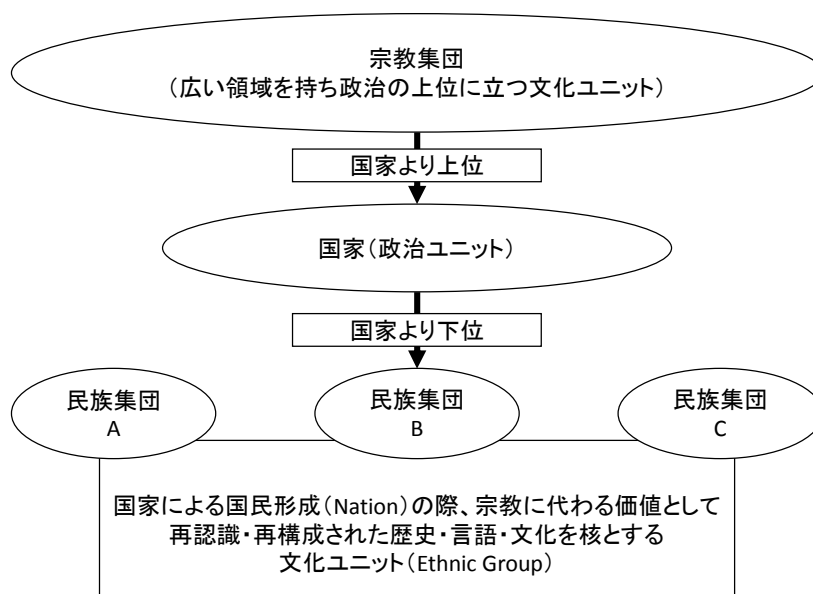 宗教集団
（広い領域を持ち政治の上位に立つ文化ユニット）
国家より上位
国家（政治ユニット）
国家より下位
民族集団
A
民族集団
B
民族集団
C
国家による国民形成（Nation）の際、宗教に代わる価値として
再認識・再構成された歴史・言語・文化を核とする
文化ユニット（Ethnic Group）